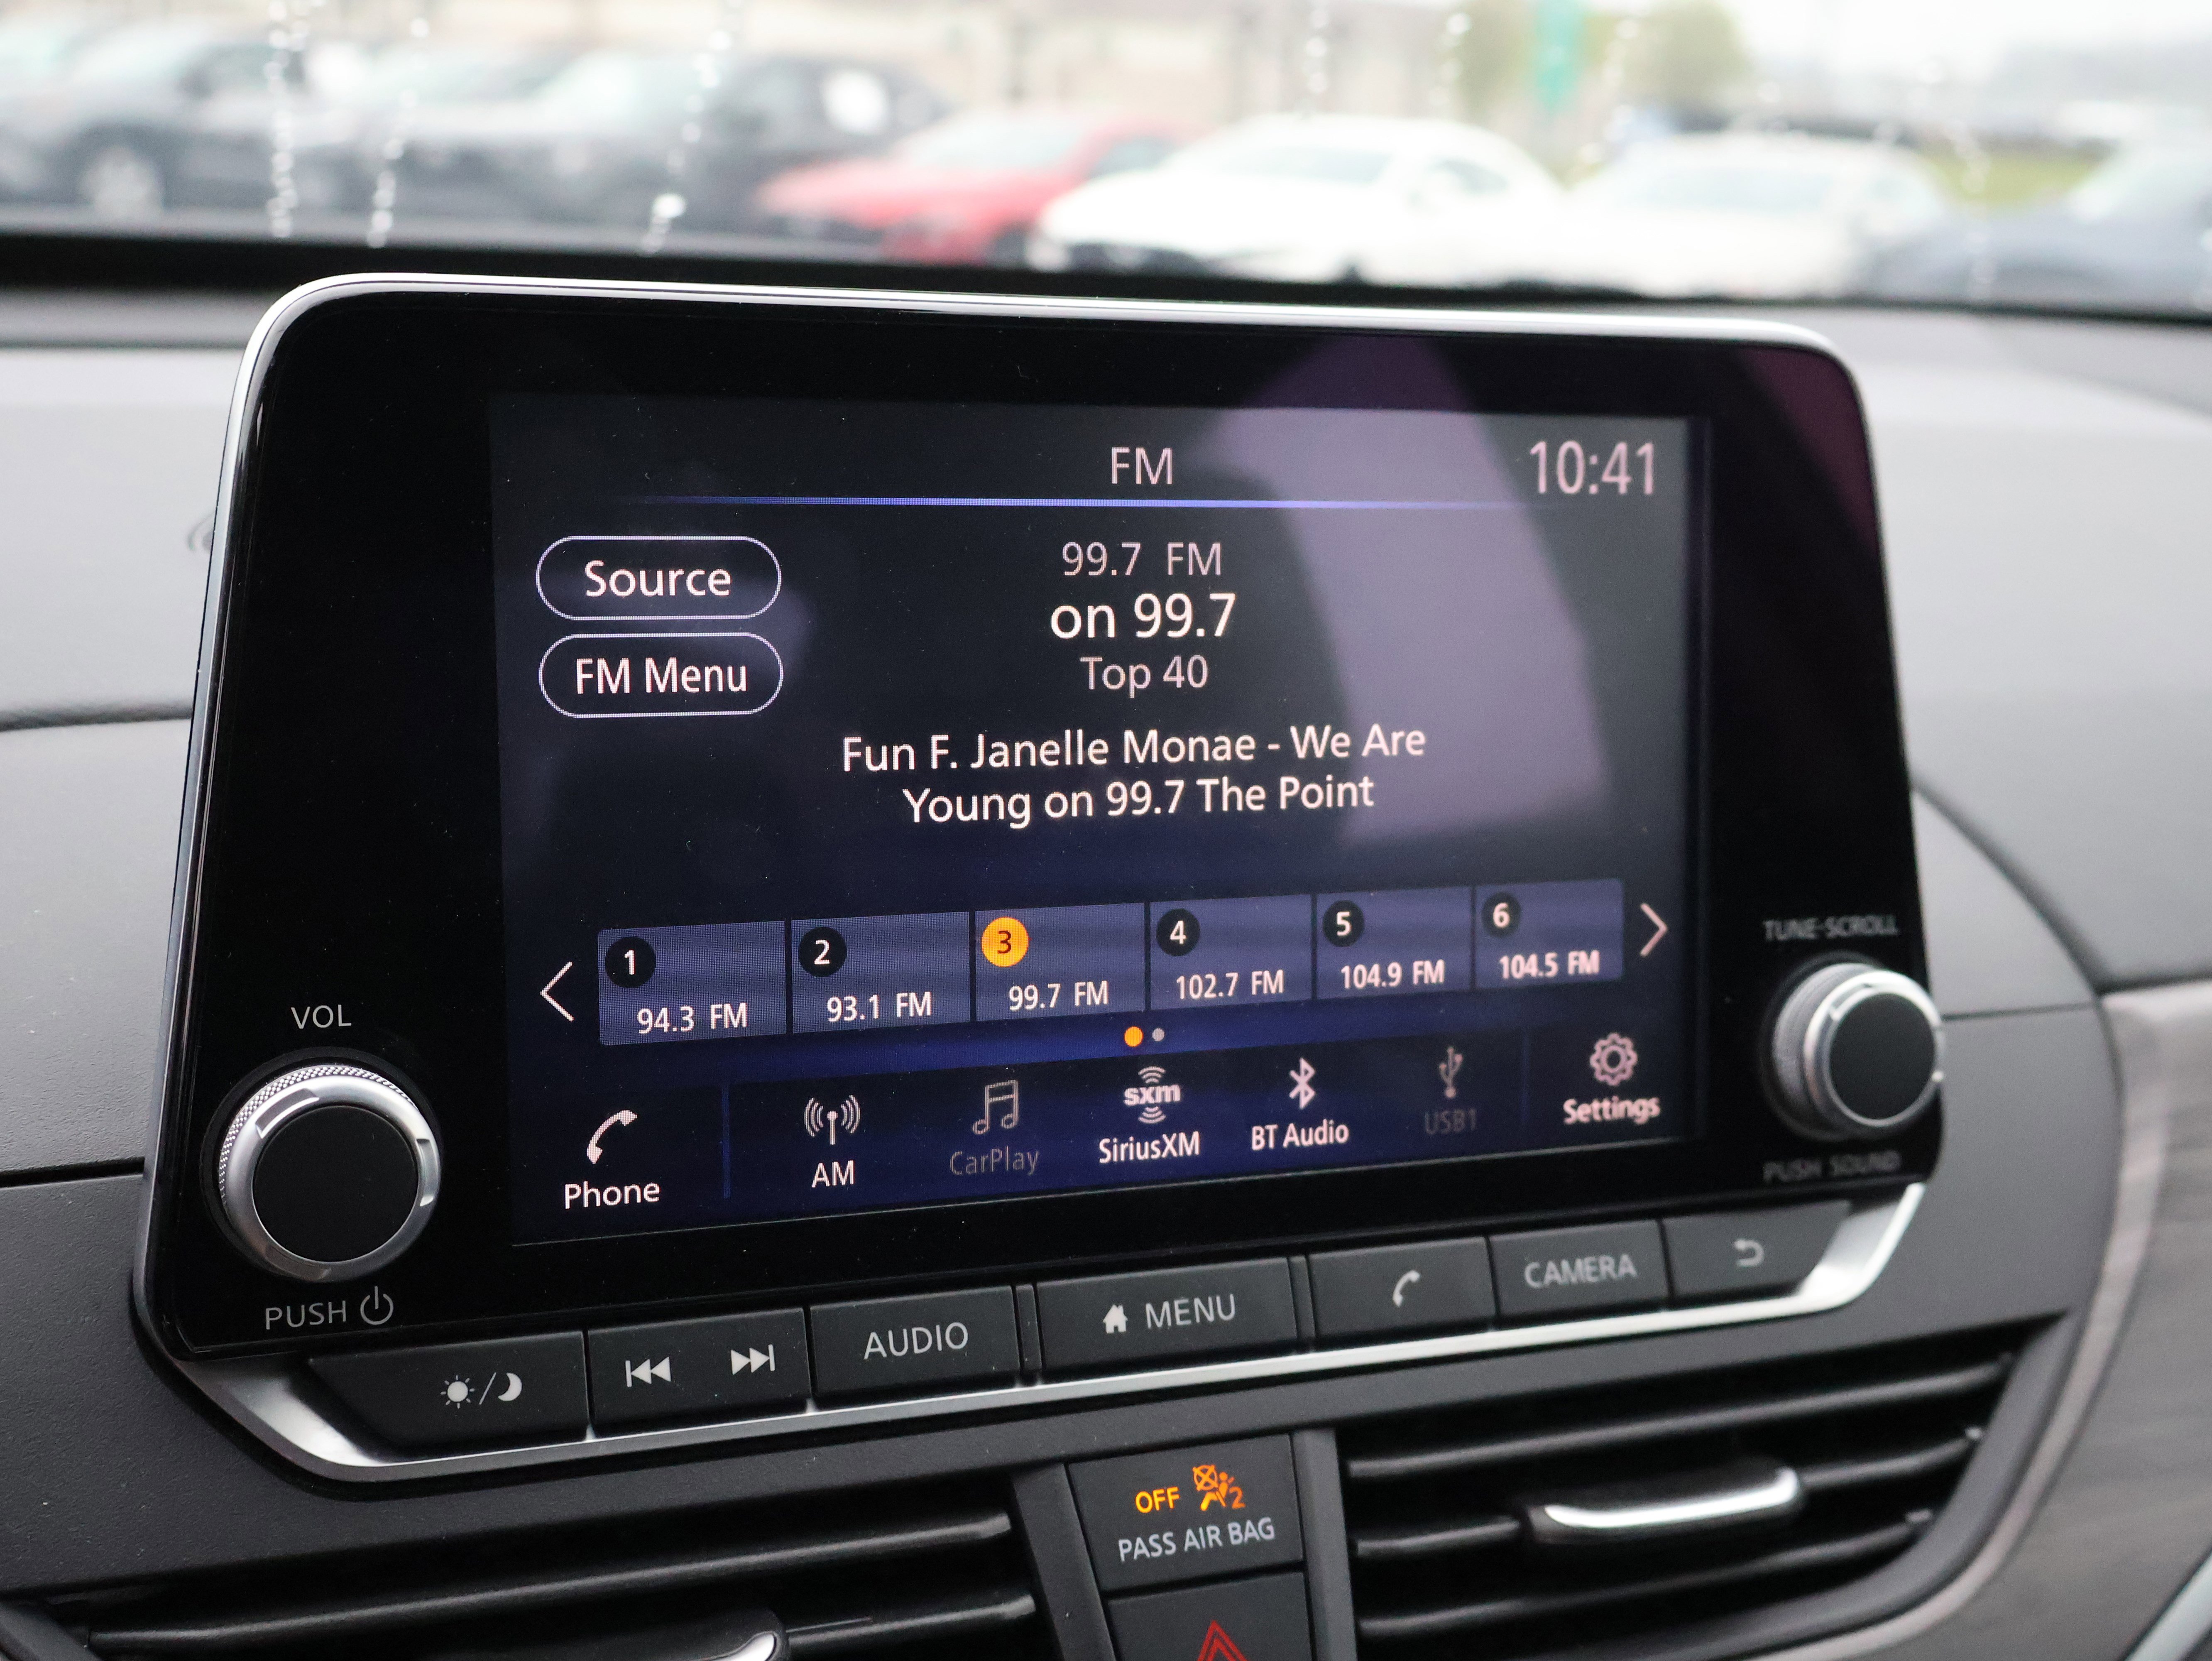 FM
10:41
Source
FM Menu
99.7 FM
on 99.7
Top 40
Fun F. Janelle Monae - We Are
Young on 99.7 The Point
1
94.3 FM
2
93.1 FM
3
99.7 FM
4
102.7 FM
5
104.9 FM
6
104.5 FM
Phone
AM
CarPlay
sxm
SiriusXM
BT Audio
USB1
Settings
VOL
PUSH
TUNE-SCROLL
PUSH SOUND
AUDIO
MENU
CAMERA
OFF 2
PASS AIR BAG